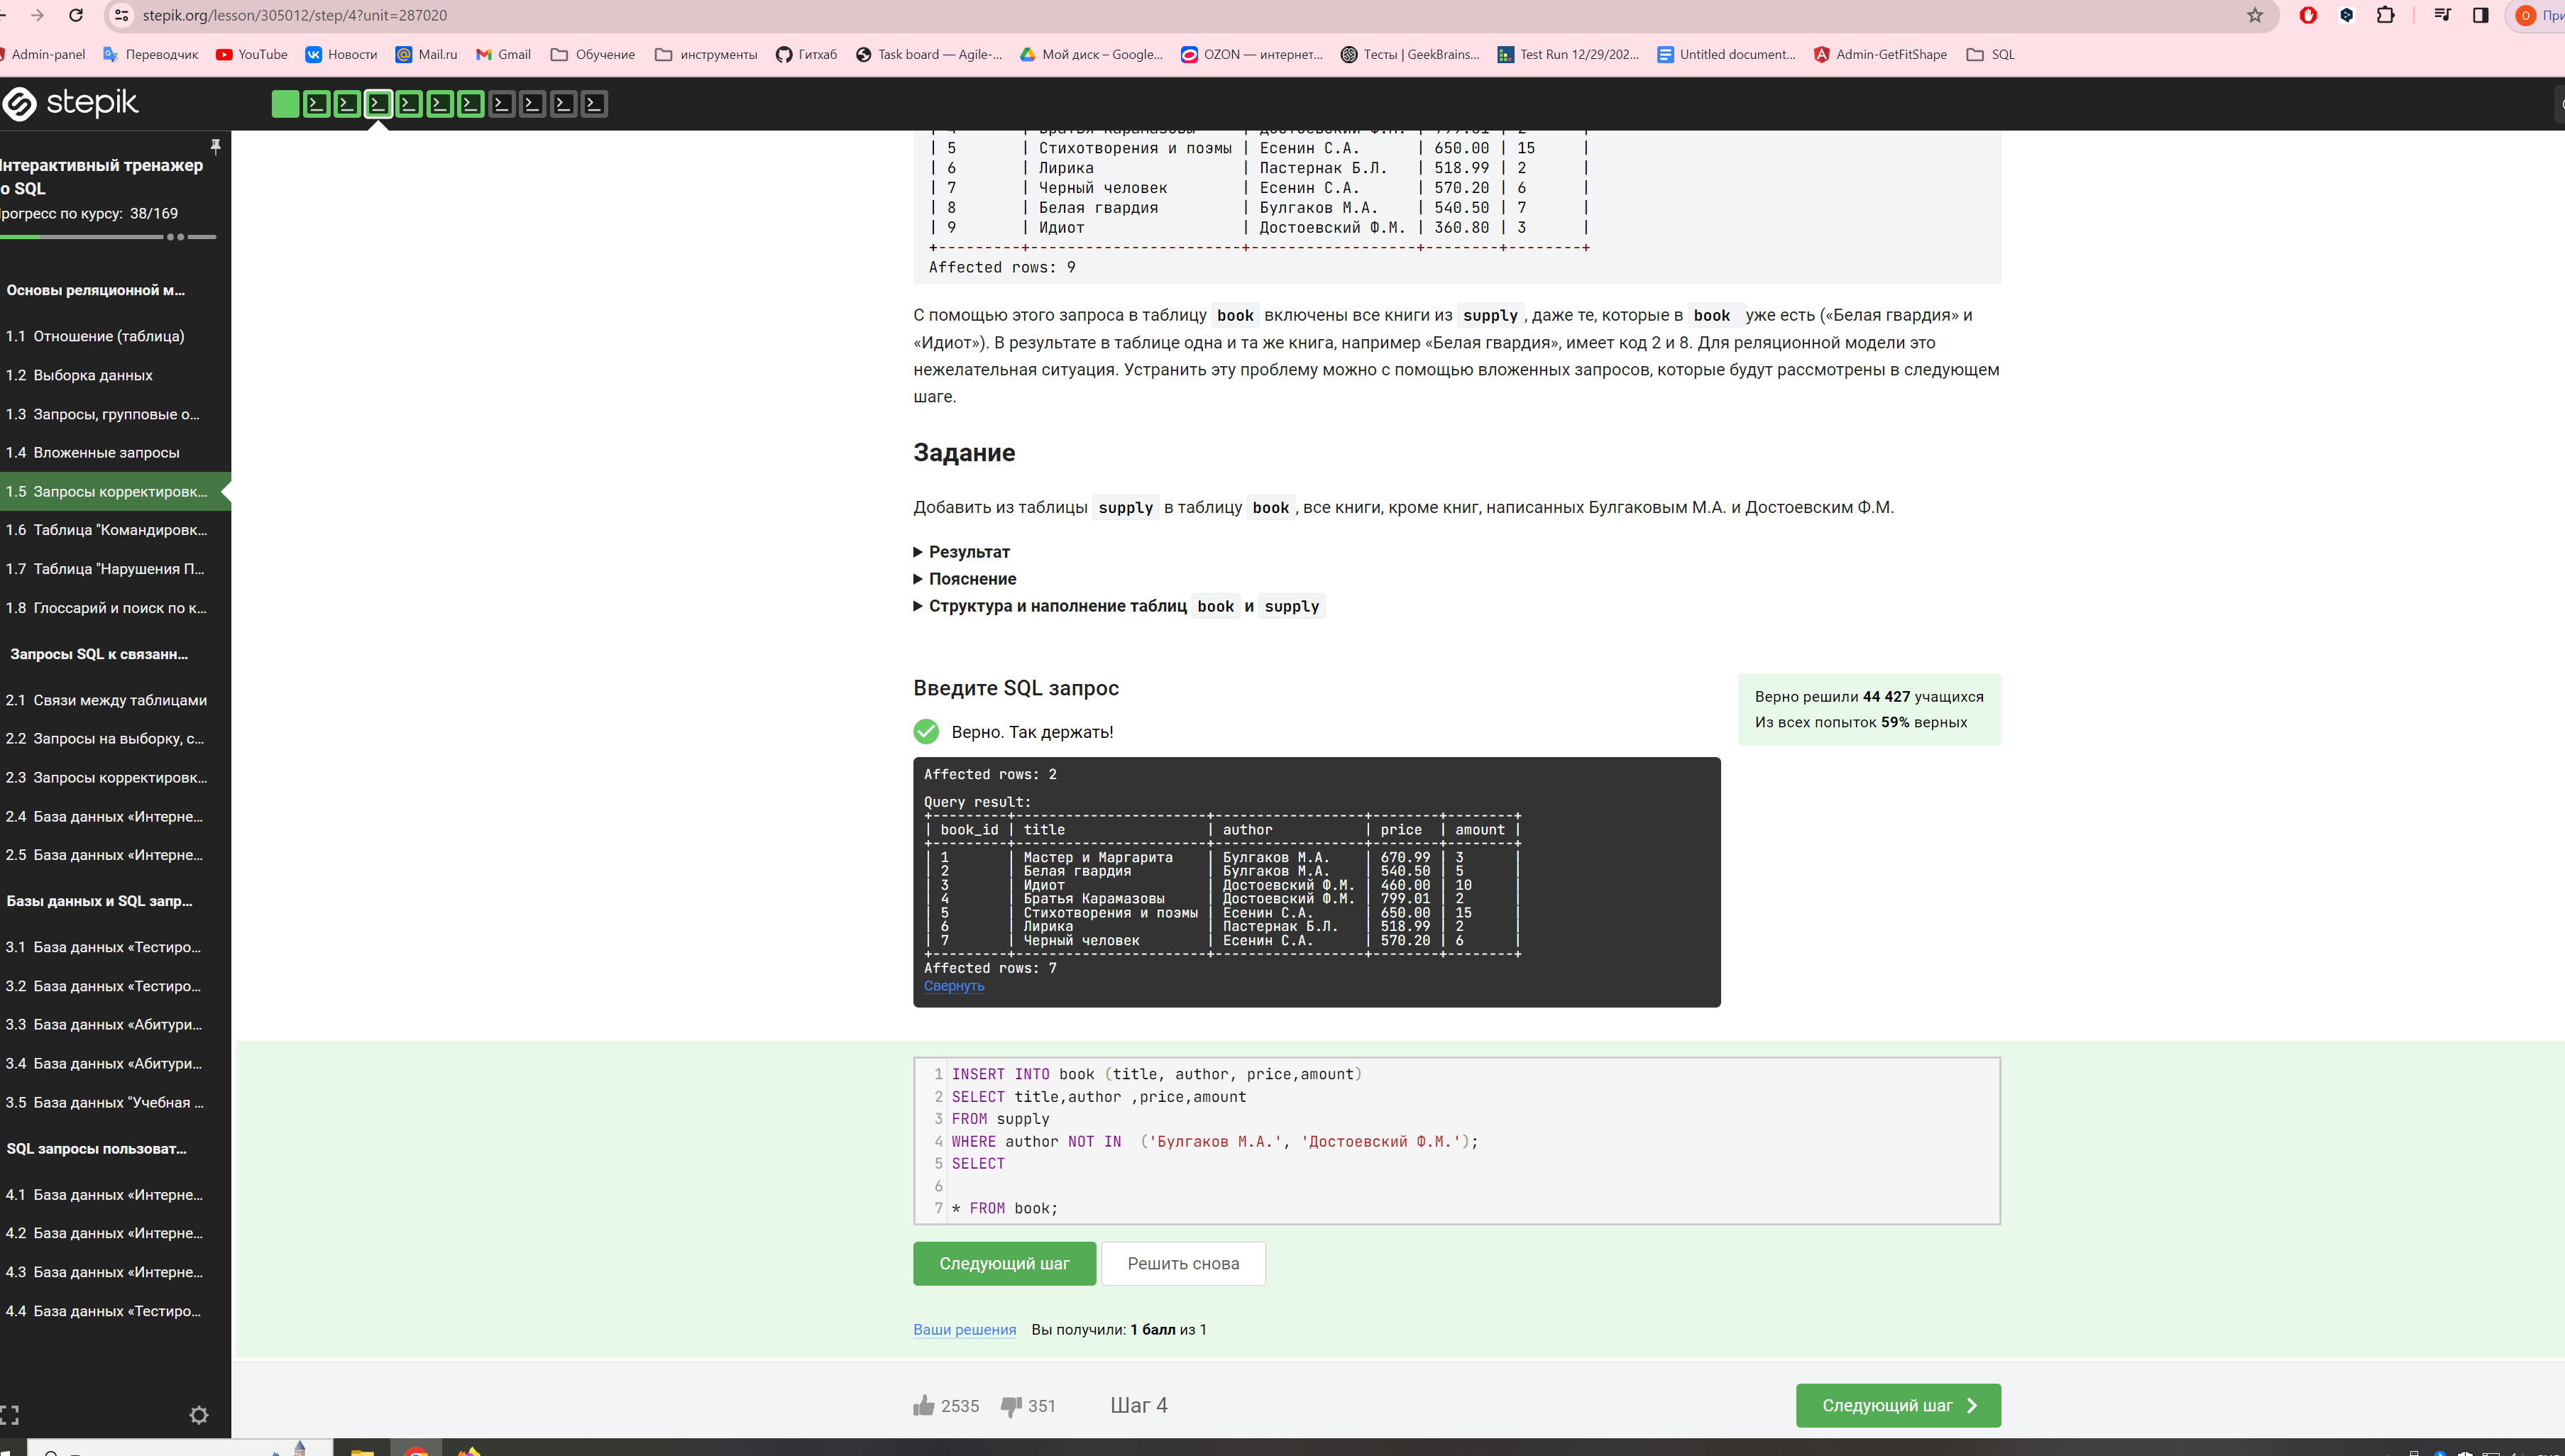 stepik.org/lesson/305012/step/4?unit=287020
Admin-panel Переводчик YouTube Новости Mail.ru Gmail Обучение инструменты Гитхаб Task board — Agile-... Мой диск – Google... OZON — интернет... Тесты | GeekBrains... Test Run 12/29/202... Untitled document... Admin-GetFitShape SQL
stepik
нтерактивный тренажер
о SQL
рогресс по курсу: 38/169
Основы реляционной м...
1.1 Отношение (таблица)
1.2 Выборка данных
1.3 Запросы, групповые о...
1.4 Вложенные запросы
1.5 Запросы корректировк...
1.6 Таблица "Командировк...
1.7 Таблица "Нарушения П...
1.8 Глоссарий и поиск по к...
Запросы SQL к связанн...
2.1 Связи между таблицами
2.2 Запросы на выборку, с...
2.3 Запросы корректировк...
2.4 База данных «Интерне...
2.5 База данных «Интерне...
Базы данных и SQL запр...
3.1 База данных «Тестиро...
3.2 База данных «Тестиро...
3.3 База данных «Абитури...
3.4 База данных «Абитури...
3.5 База данных "Учебная ...
SQL запросы пользоват...
4.1 База данных «Интерне...
4.2 База данных «Интерне...
4.3 База данных «Интерне...
4.4 База данных «Тестиро...
| 4 | Братья Карамазовы | Достоевский Ф.М. | 799.01 | 2 |
| 5 | Стихотворения и поэмы | Есенин С.А. | 650.00 | 15 |
| 6 | Лирика | Пастернак Б.Л. | 518.99 | 2 |
| 7 | Черный человек | Есенин С.А. | 570.20 | 6 |
| 8 | Белая гвардия | Булгаков М.А. | 540.50 | 7 |
| 9 | Идиот | Достоевский Ф.М. | 360.80 | 3 |
+---------+-----------------------+------------------+--------+--------+
Affected rows: 9
С помощью этого запроса в таблицу book включены все книги из supply , даже те, которые в book уже есть («Белая гвардия» и
«Идиот»). В результате в таблице одна и та же книга, например «Белая гвардия», имеет код 2 и 8. Для реляционной модели это
нежелательная ситуация. Устранить эту проблему можно с помощью вложенных запросов, которые будут рассмотрены в следующем
шаге.
Задание
Добавить из таблицы supply в таблицу book , все книги, кроме книг, написанных Булгаковым М.А. и Достоевским Ф.М.
Результат
Пояснение
Структура и наполнение таблиц book и supply
Введите SQL запрос
Верно. Так держать!
Верно решили 44 427 учащихся
Из всех попыток 59% верных
Affected rows: 2
Query result:
+---------+-----------------------+------------------+--------+--------+
| book_id | title | author | price | amount |
+---------+-----------------------+------------------+--------+--------+
| 1 | Мастер и Маргарита | Булгаков М.А. | 670.99 | 3 |
| 2 | Белая гвардия | Булгаков М.А. | 540.50 | 5 |
| 3 | Идиот | Достоевский Ф.М. | 460.00 | 10 |
| 4 | Братья Карамазовы | Достоевский Ф.М. | 799.01 | 2 |
| 5 | Стихотворения и поэмы | Есенин С.А. | 650.00 | 15 |
| 6 | Лирика | Пастернак Б.Л. | 518.99 | 2 |
| 7 | Черный человек | Есенин С.А. | 570.20 | 6 |
+---------+-----------------------+------------------+--------+--------+
Affected rows: 7
Свернуть
1 INSERT INTO book (title, author, price,amount)
2 SELECT title,author ,price,amount
3 FROM supply
4 WHERE author NOT IN ('Булгаков М.А.', 'Достоевский Ф.М.');
5 SELECT
6
7 * FROM book;
Следующий шаг Решить снова
Ваши решения Вы получили: 1 балл из 1
2535 351 Шаг 4 Следующий шаг